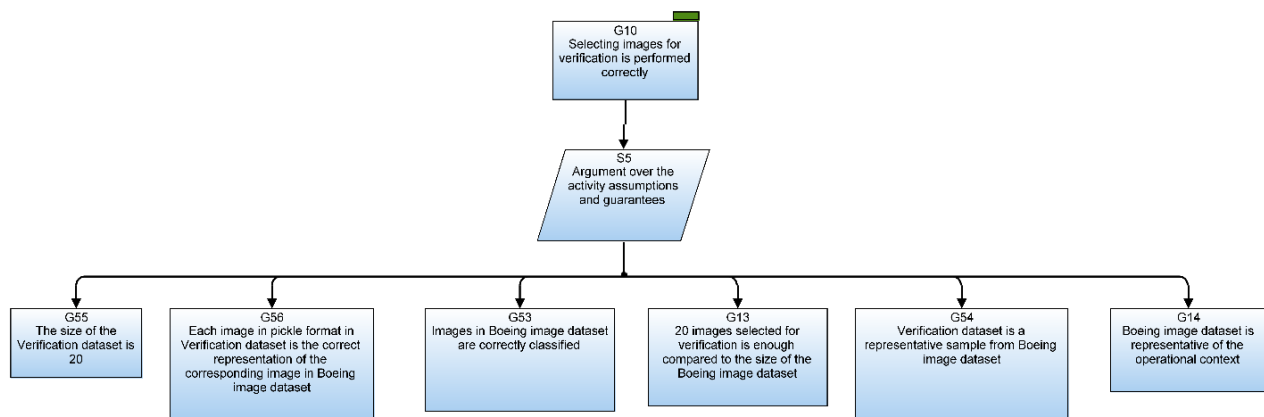 G10
Selecting images for
verification is performed
correctly
S5
Argument over the
activity assumptions
and guarantees
G55
The size of the
Verification dataset is
20
G56
Each image in pickle format in
Verification dataset is the correct
representation of the
corresponding image in Boeing
image dataset
G53
Images in Boeing image dataset
are correctly classified
G13
20 images selected for
verification is enough
compared to the size of the
Boeing image dataset
G54
Verification dataset is a
representative sample from Boeing
image dataset
G14
Boeing image dataset is
representative of the
operational context